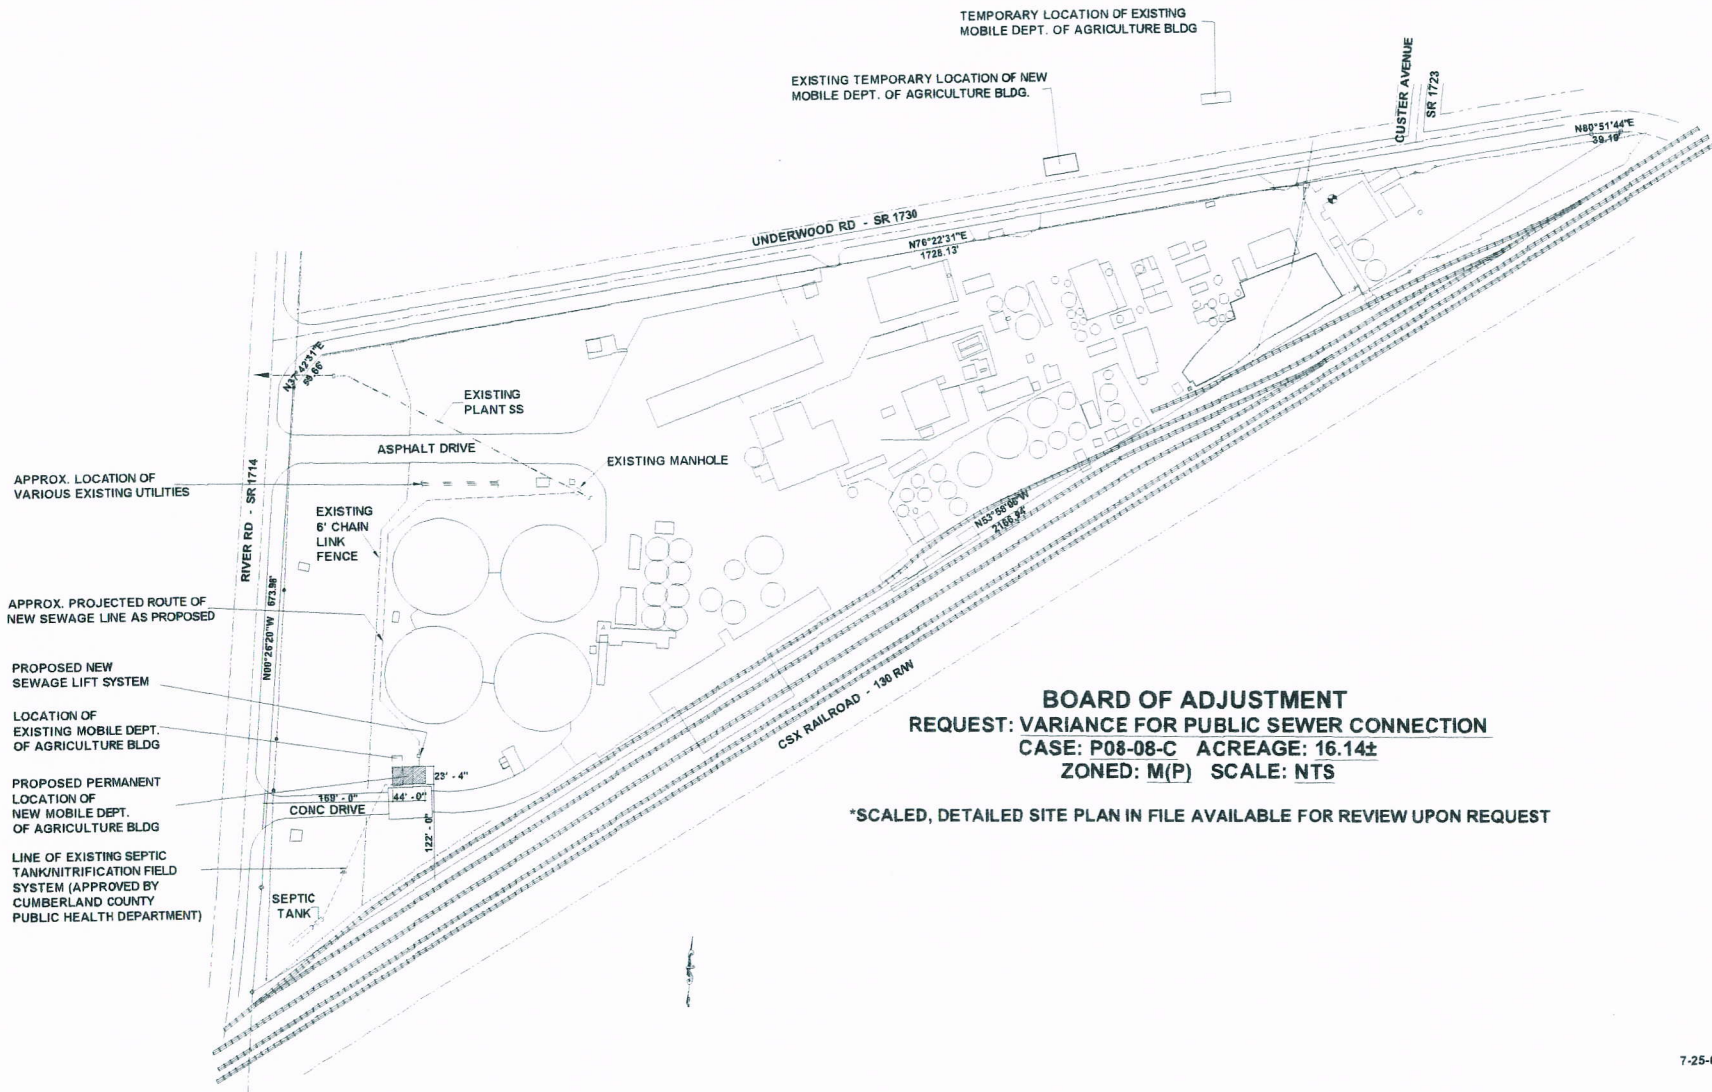 TEMPORARY LOCATION OF EXISTING
MOBILE DEPT. OF AGRICULTURE BLDG
EXISTING TEMPORARY LOCATION OF NEW
MOBILE DEPT. OF AGRICULTURE BLDG.
CUSTER AVENUE
SR 1723
N80°51'44"E
39.19'
UNDERWOOD RD - SR 1730
N76°22'31"E
1728.13'
N37°42'31"E
EXISTING
PLANT SS
ASPHALT DRIVE
EXISTING MANHOLE
APPROX. LOCATION OF
VARIOUS EXISTING UTILITIES
RIVER RD - SR 1714
EXISTING
6' CHAIN
LINK
FENCE
673.98'
N00°26'20"W
APPROX. PROJECTED ROUTE OF
NEW SEWAGE LINE AS PROPOSED
PROPOSED NEW
SEWAGE LIFT SYSTEM
LOCATION OF
EXISTING MOBILE DEPT.
OF AGRICULTURE BLDG
PROPOSED PERMANENT
LOCATION OF
NEW MOBILE DEPT.
OF AGRICULTURE BLDG
23' - 4"
169' - 0"
44' - 0"
CONC DRIVE
122' - 0"
LINE OF EXISTING SEPTIC
TANK/NITRIFICATION FIELD
SYSTEM (APPROVED BY
CUMBERLAND COUNTY
PUBLIC HEALTH DEPARTMENT)
SEPTIC
TANK
CSX RAILROAD - 130 R/W
BOARD OF ADJUSTMENT
REQUEST: VARIANCE FOR PUBLIC SEWER CONNECTION
CASE: P08-08-C ACREAGE: 16.14±
ZONED: M(P) SCALE: NTS
*SCALED, DETAILED SITE PLAN IN FILE AVAILABLE FOR REVIEW UPON REQUEST